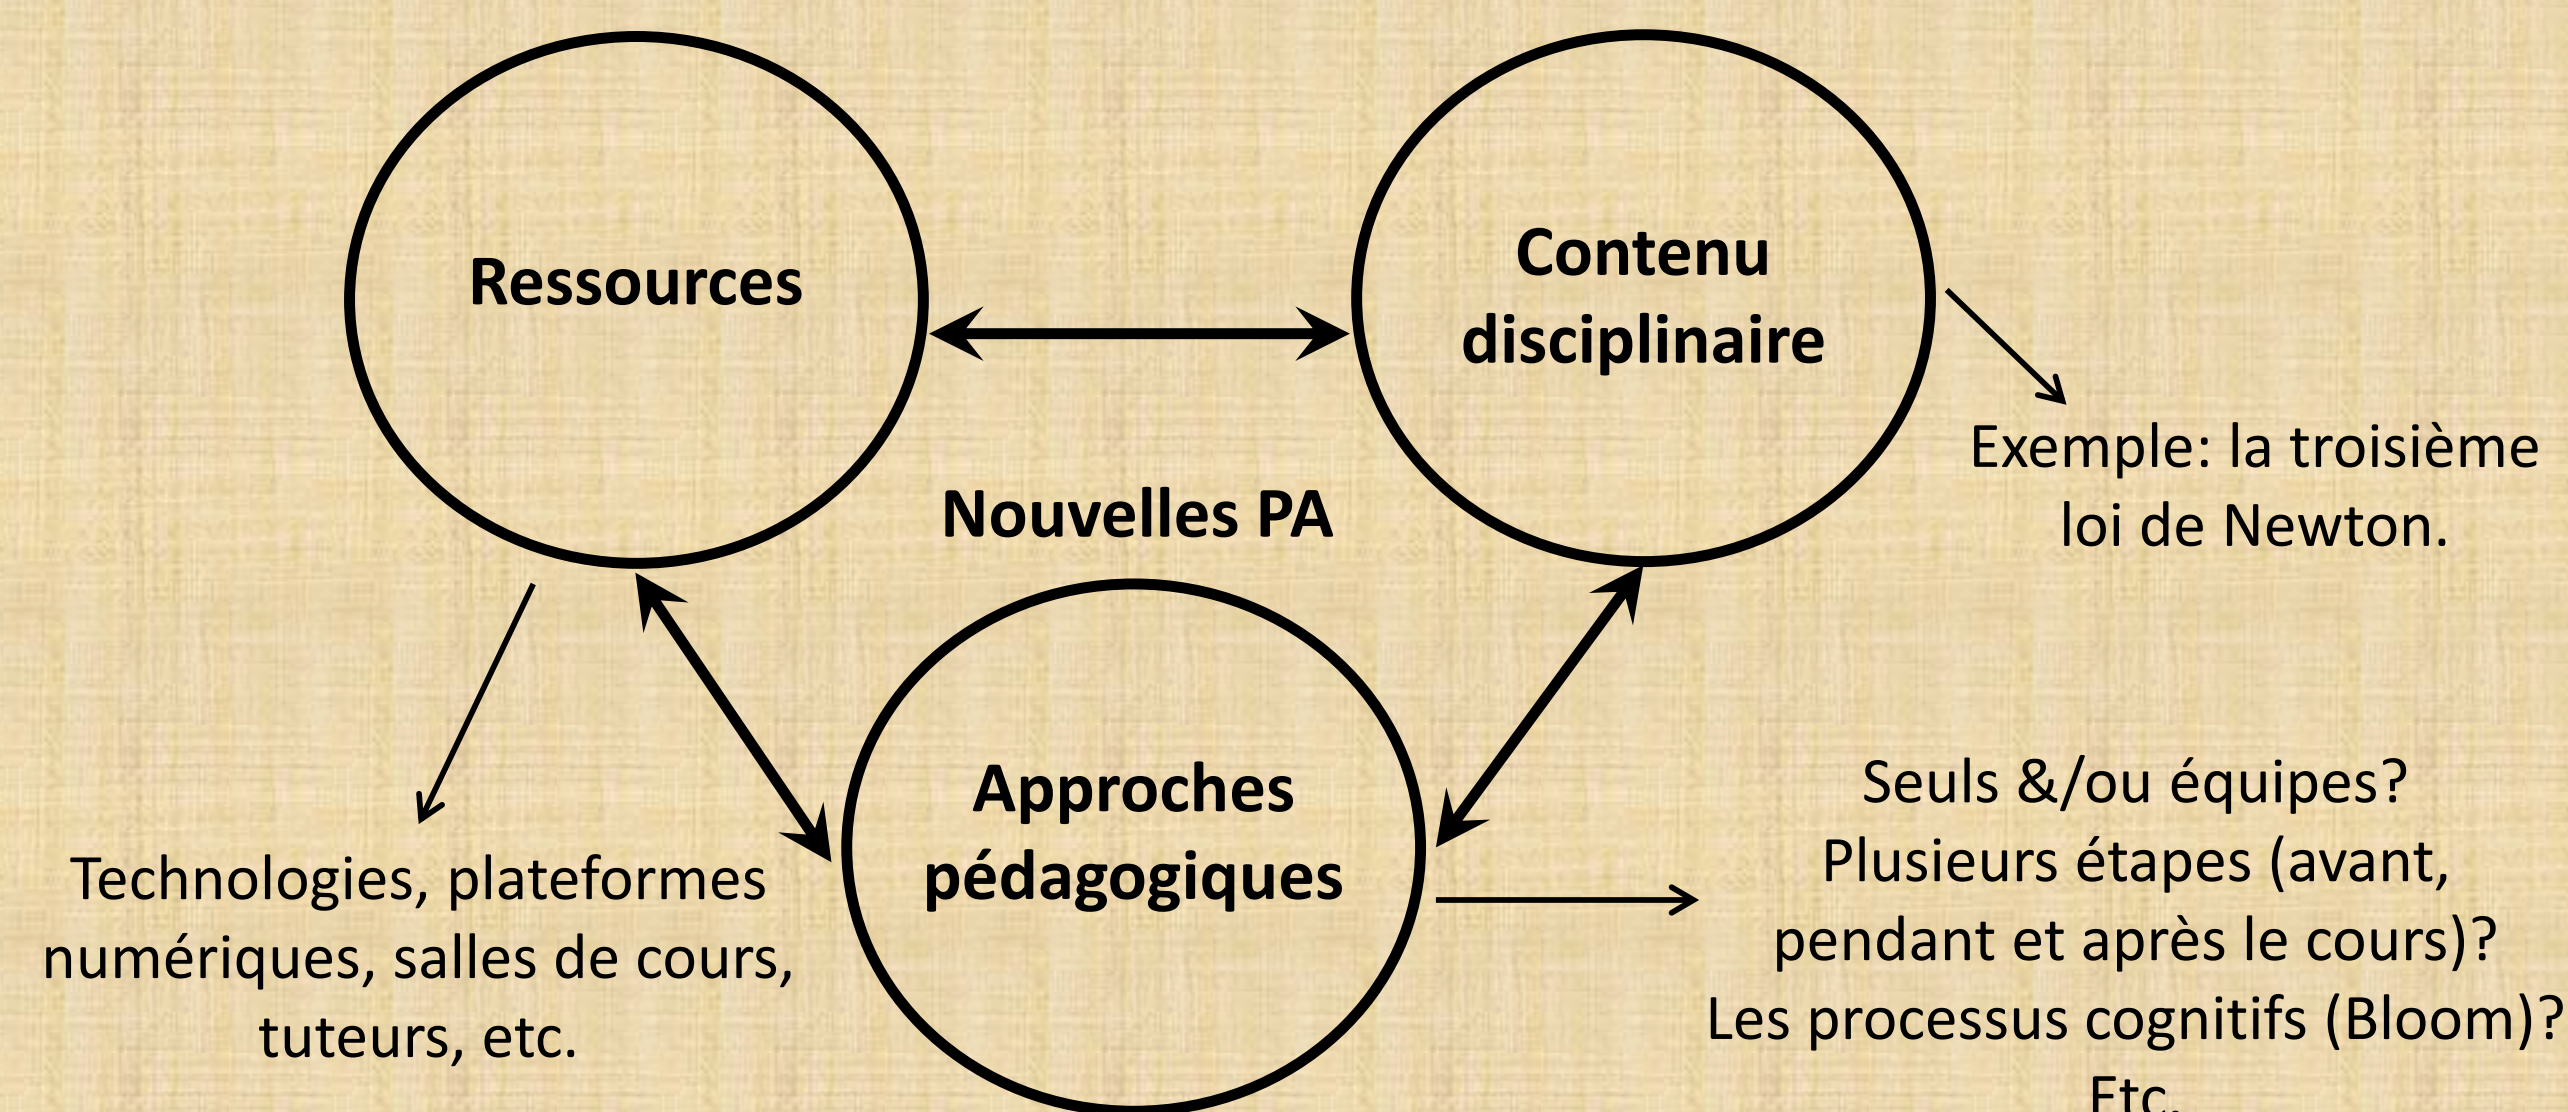 Ressources
Contenu
disciplinaire
Exemple: la troisième
loi de Newton.
Nouvelles PA
Approches
pédagogiques
Technologies, plateformes
numériques, salles de cours,
tuteurs, etc.
Seuls &/ou équipes?
Plusieurs étapes (avant,
pendant et après le cours)?
Les processus cognitifs (Bloom)?
Etc.